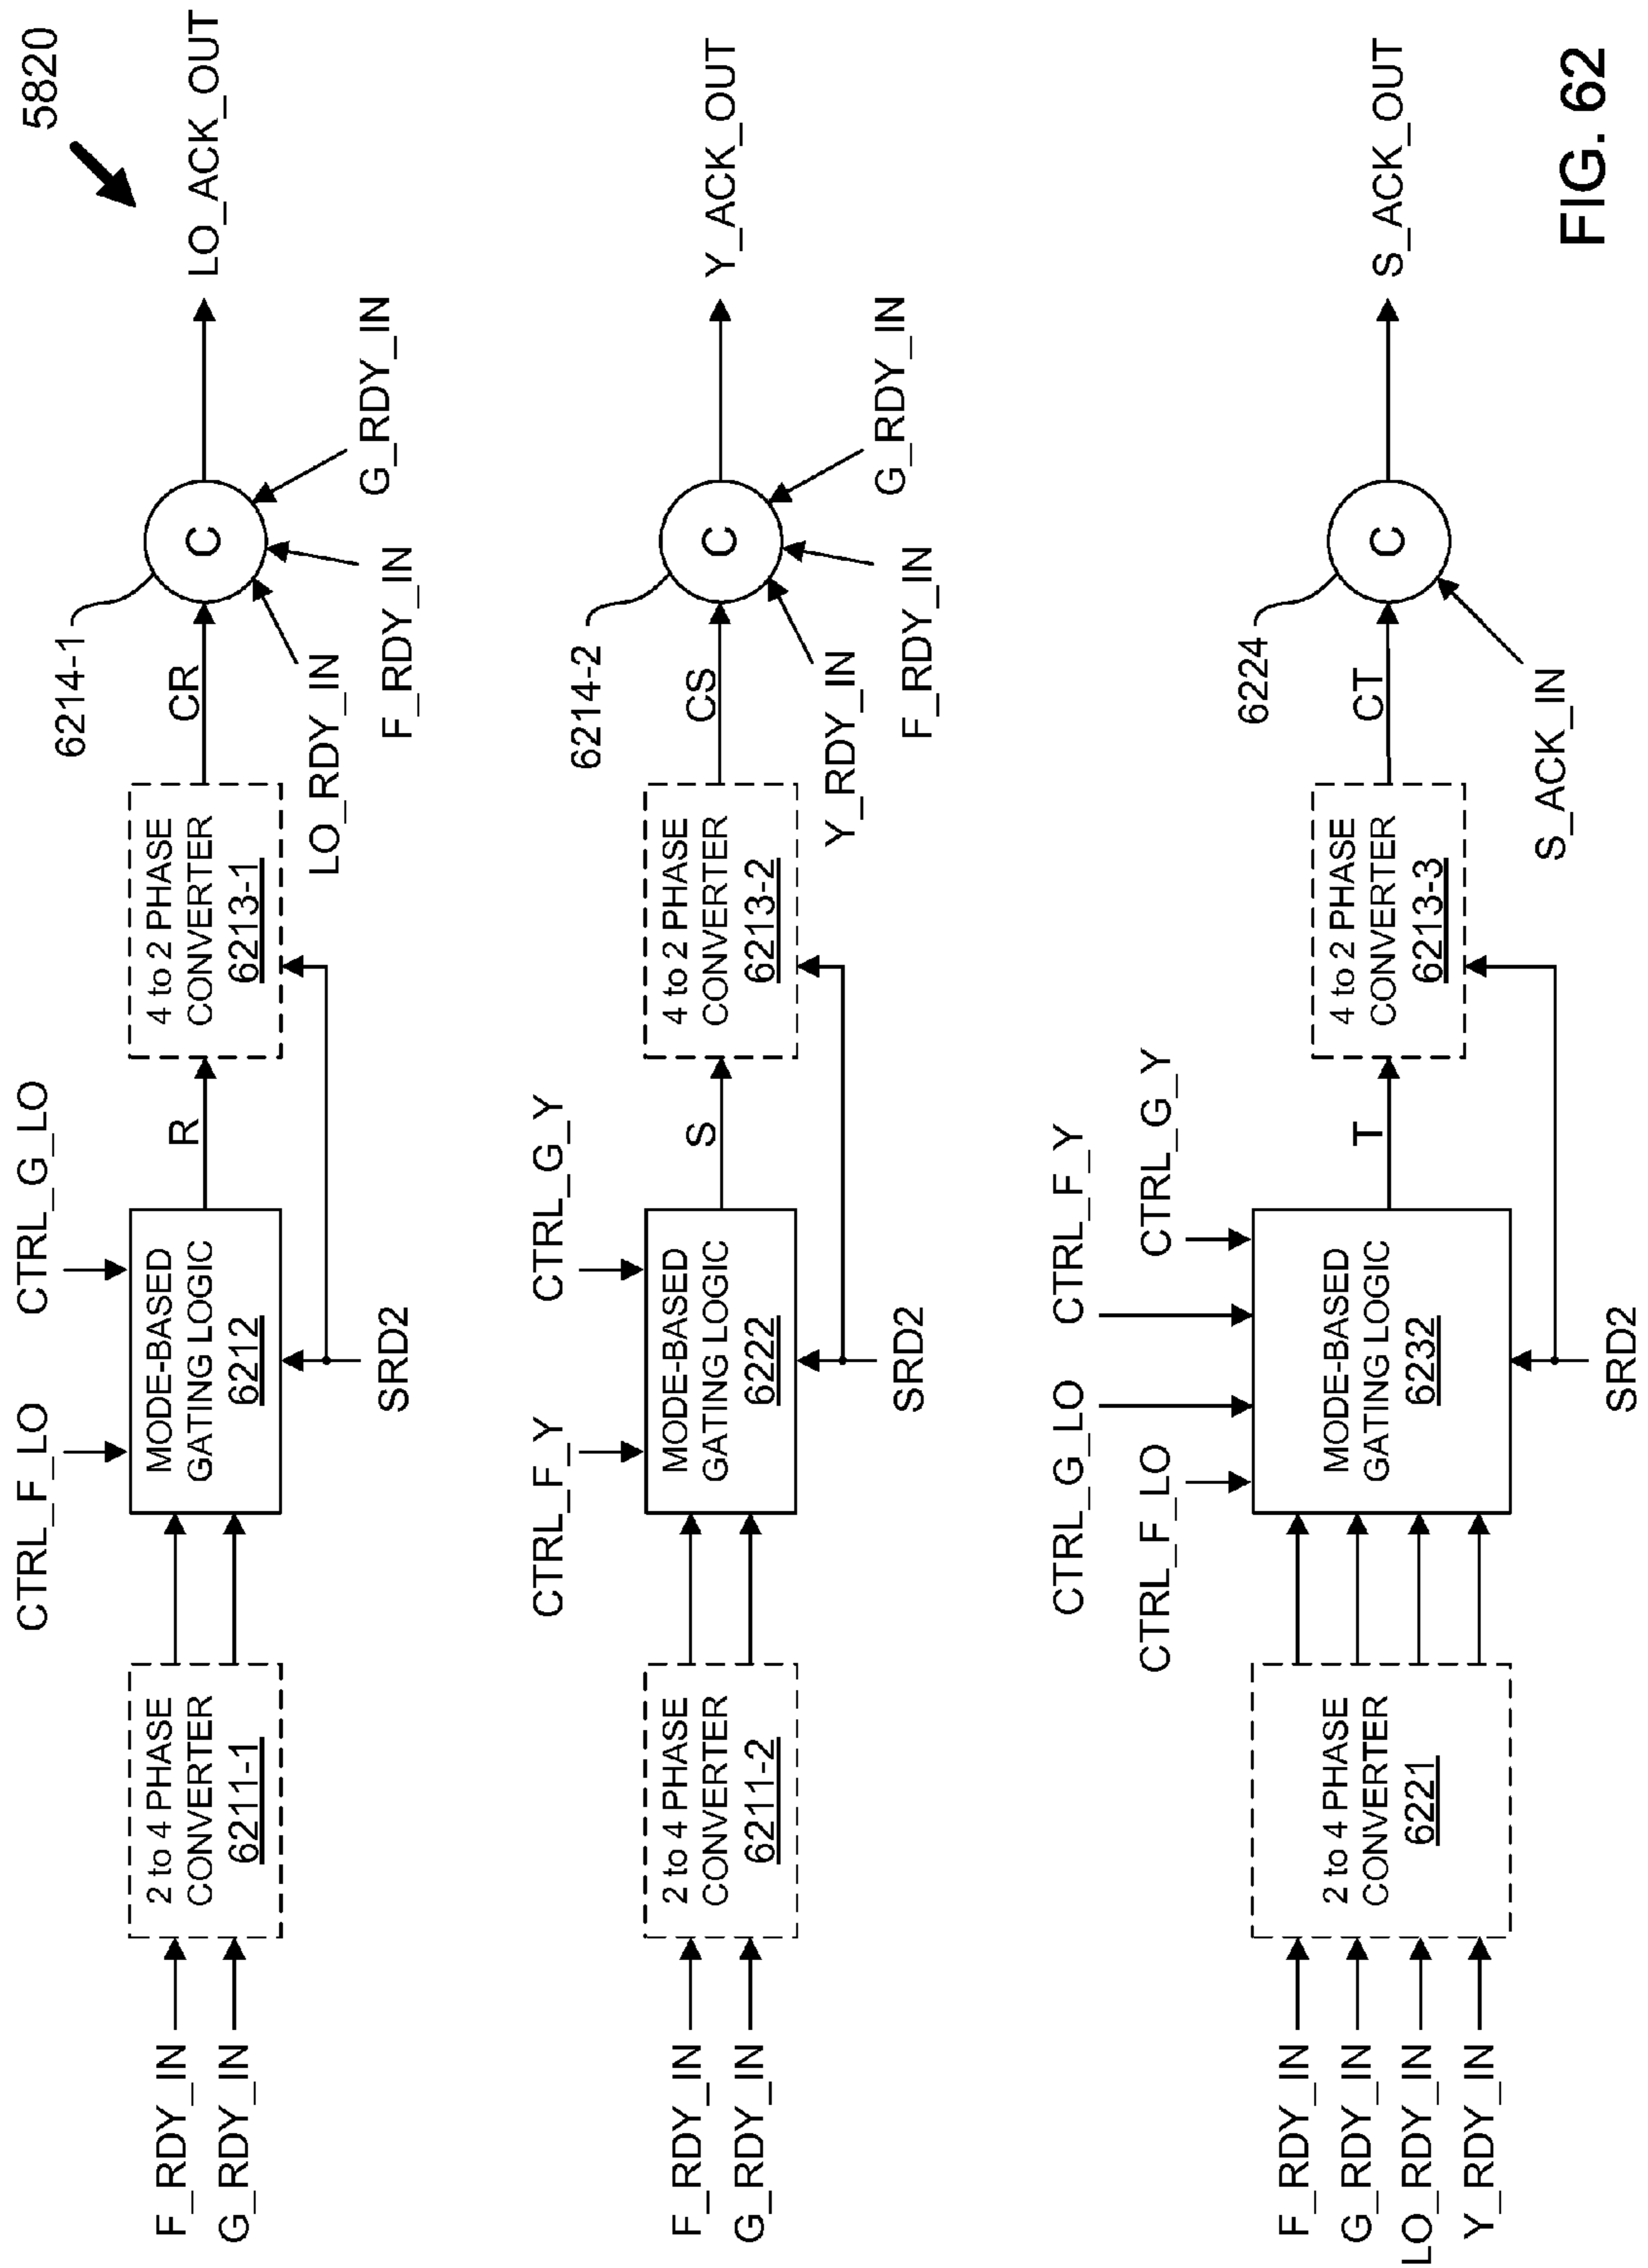 5820
F_RDY_IN
G_RDY_IN
2 to 4 PHASE
CONVERTER
6211-1
CTRL_F_LO
CTRL_G_LO
MODE-BASED
GATING LOGIC
6212
SRD2
R
4 to 2 PHASE
CONVERTER
6213-1
CR
6214-1
C
LO_RDY_IN
F_RDY_IN
G_RDY_IN
LO_ACK_OUT
F_RDY_IN
G_RDY_IN
2 to 4 PHASE
CONVERTER
6211-2
CTRL_F_Y
CTRL_G_Y
MODE-BASED
GATING LOGIC
6222
SRD2
S
4 to 2 PHASE
CONVERTER
6213-2
CS
6214-2
C
Y_RDY_IN
F_RDY_IN
G_RDY_IN
Y_ACK_OUT
F_RDY_IN
G_RDY_IN
LO_RDY_IN
Y_RDY_IN
2 to 4 PHASE
CONVERTER
6221
CTRL_F_LO
CTRL_G_LO
CTRL_F_Y
CTRL_G_Y
MODE-BASED
GATING LOGIC
6232
SRD2
T
4 to 2 PHASE
CONVERTER
6213-3
CT
6224
C
S_ACK_IN
S_ACK_OUT
FIG. 62